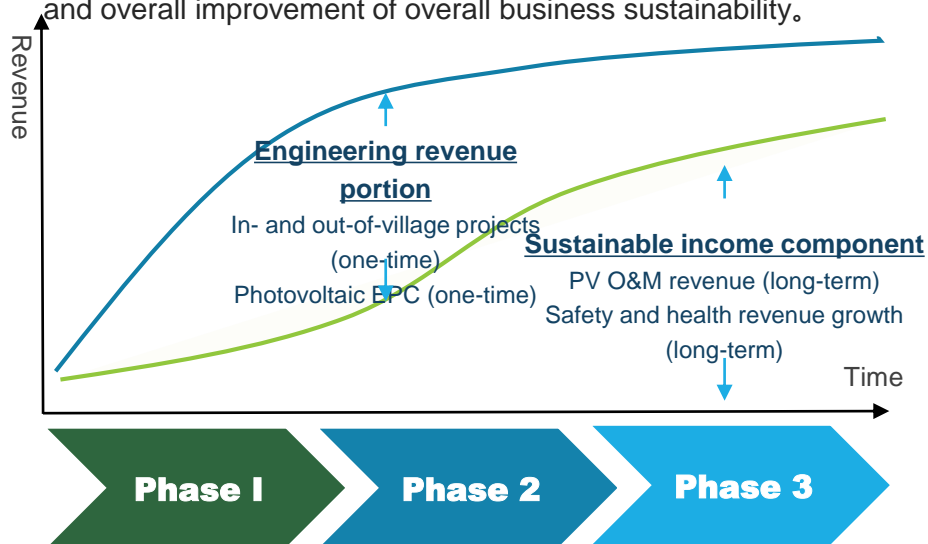 and overall improvement of overall business sustainability。
Revenue
Engineering revenue
portion
In- and out-of-village projects
(one-time)
Photovoltaic EPC (one-time)
Sustainable income component
PV O&M revenue (long-term)
Safety and health revenue growth
(long-term)
Time
Phase I
Phase 2
Phase 3